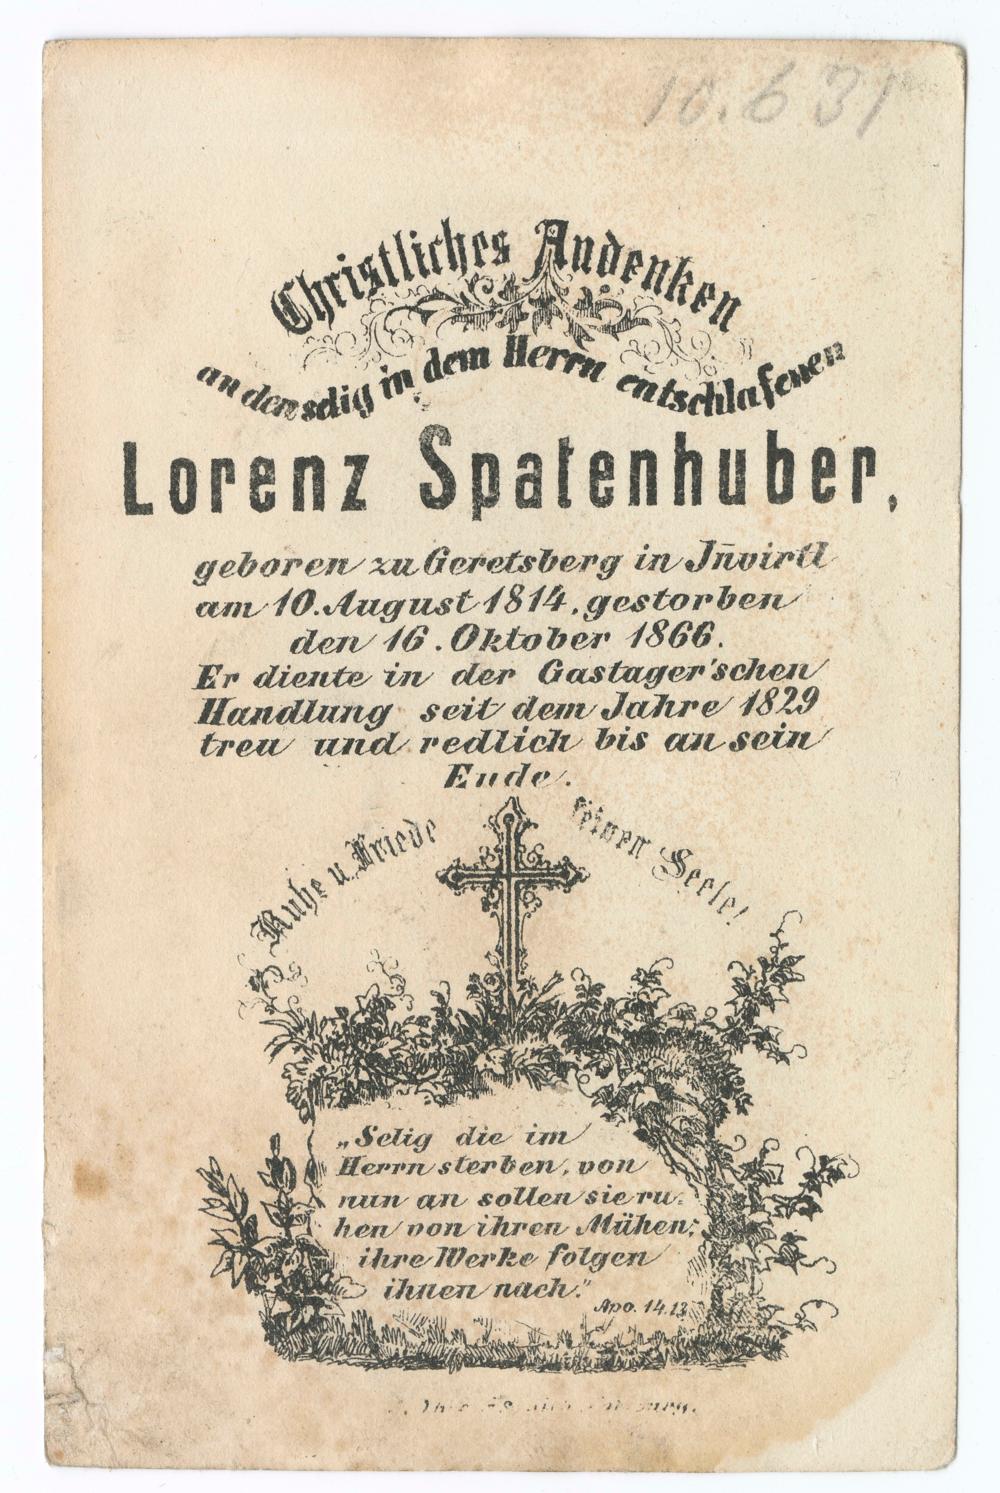 10.631
Christliches Andenken
an den selig in dem Herrn entschlafenen
Lorenz Spatenhuber,
geboren zu Geretsberg in Jn̄virtl
am 10. August 1814, gestorben
den 16. Oktober 1866.
Er diente in der Gastager'schen
Handlung seit dem Jahre 1829
treu und redlich bis an sein
Ende.
Ruhe u. Friede seinen Seele!
„Selig die im
Herrn sterben, von
nun an sollen sie ru-
hen von ihren Mühen;
ihre Werke folgen
ihnen nach."
Apo. 14.13